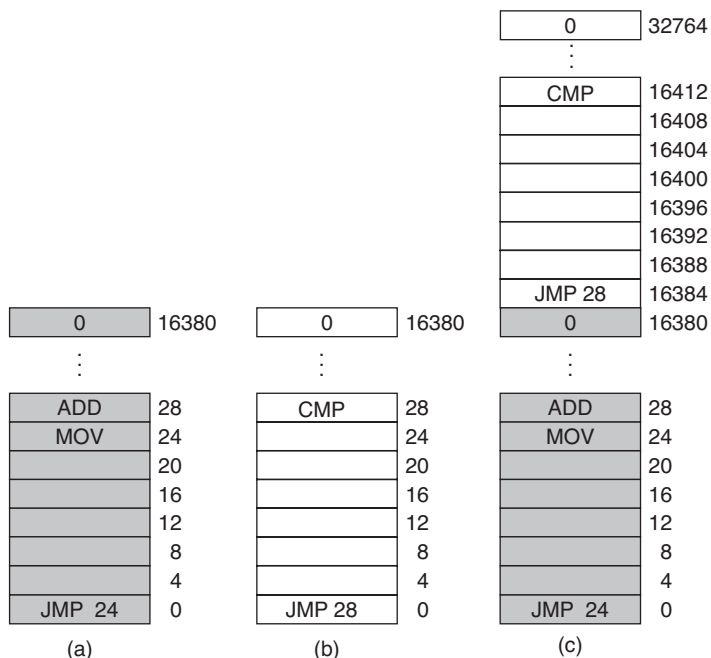 0 32764
CMP 16412
16408
16404
16400
16396
16392
16388
JMP 28 16384
0 16380 0 16380 0 16380
ADD 28 CMP 28 ADD 28
MOV 24 24 MOV 24
20 20 20
16 16 16
12 12 12
8 8 8
4 4 4
JMP 24 0 JMP 28 0 JMP 24 0
(a) (b) (c)